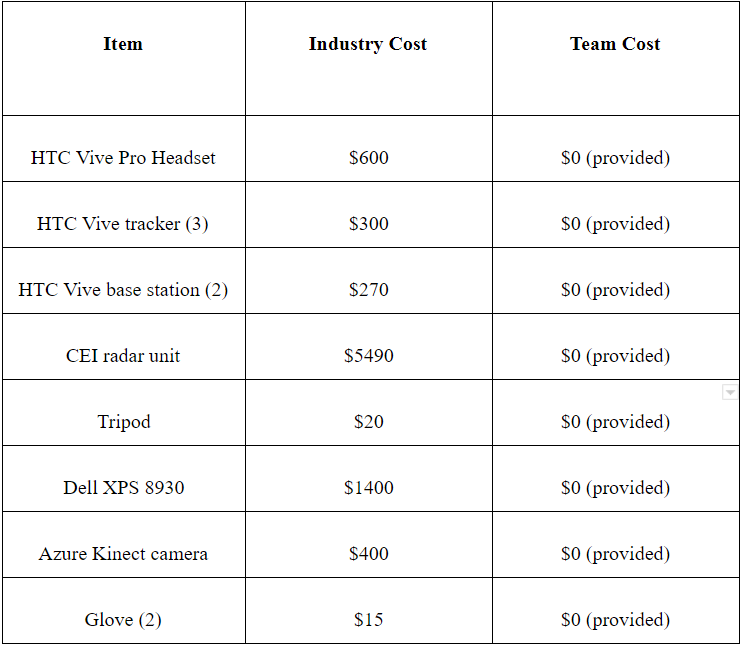 Item Industry Cost Team Cost
HTC Vive Pro Headset $600 $0 (provided)
HTC Vive tracker (3) $300 $0 (provided)
HTC Vive base station (2) $270 $0 (provided)
CEI radar unit $5490 $0 (provided)
Tripod $20 $0 (provided)
Dell XPS 8930 $1400 $0 (provided)
Azure Kinect camera $400 $0 (provided)
Glove (2) $15 $0 (provided)